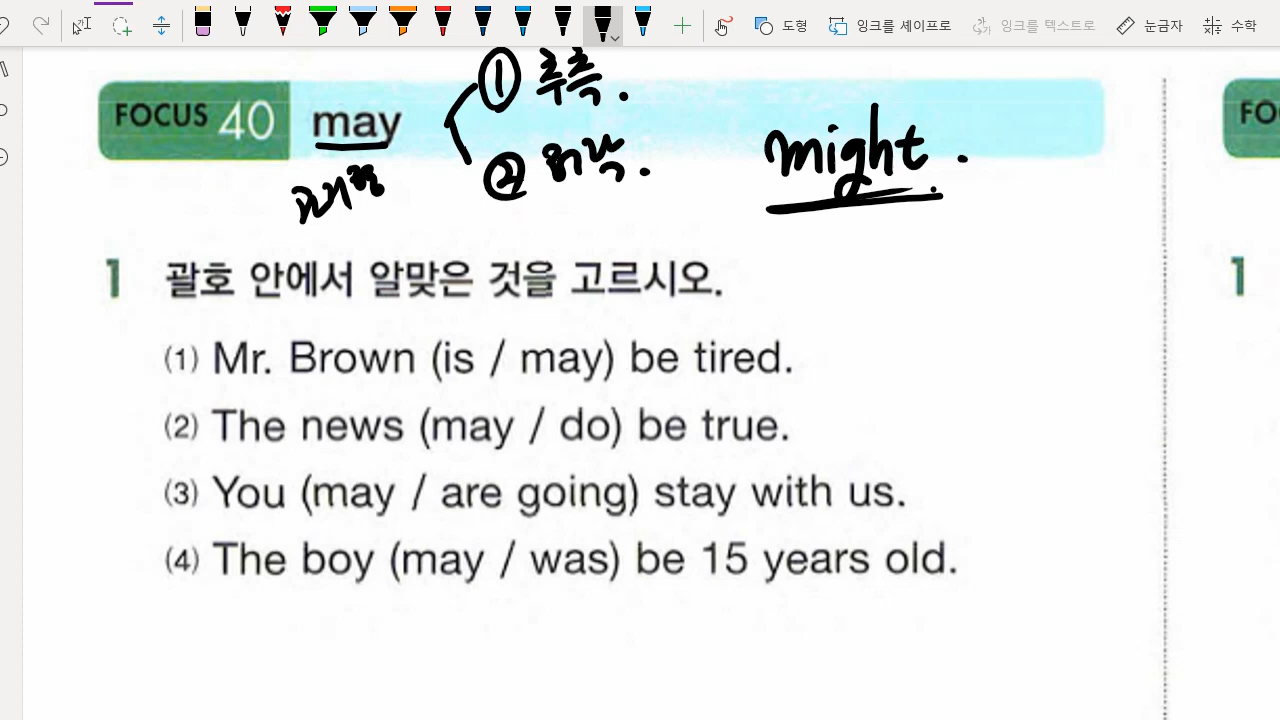 도형 잉크를 셰이프로 잉크를 텍스트로 눈금자 수학
FOCUS 40 may
① 추측.
② 허락.
might.
과거형
1 괄호 안에서 알맞은 것을 고르시오.
(1) Mr. Brown (is / may) be tired.
(2) The news (may / do) be true.
(3) You (may / are going) stay with us.
(4) The boy (may / was) be 15 years old.
1